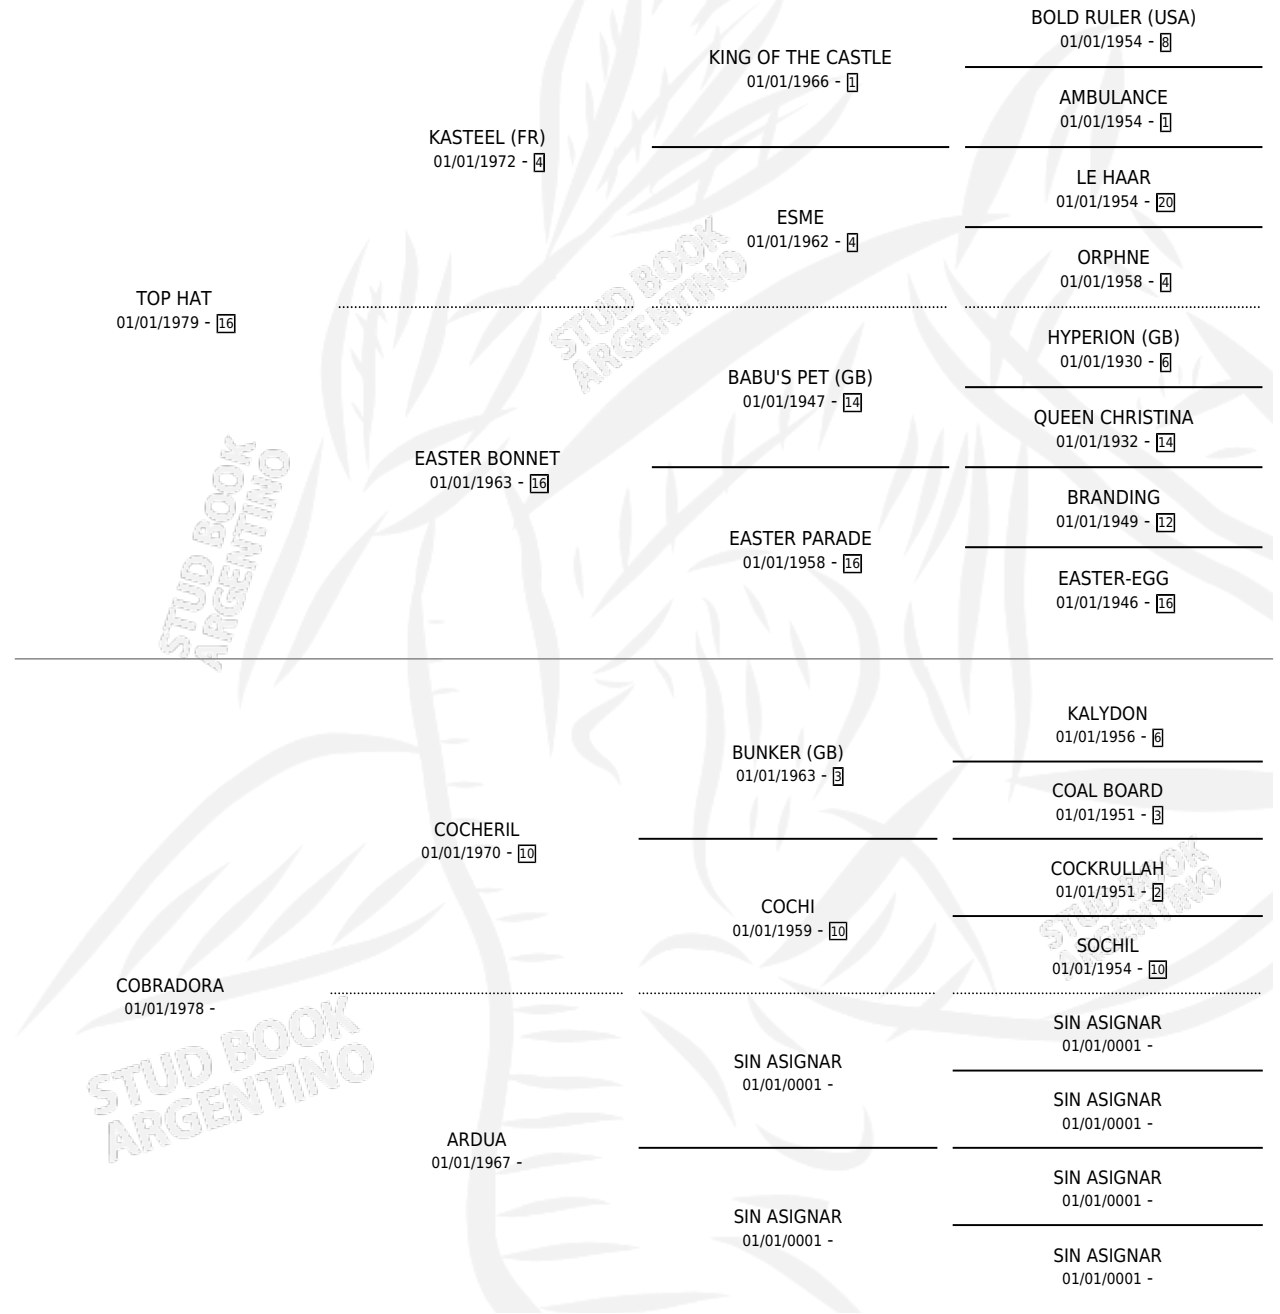 BOLD RULER (USA)
01/01/1954 - 8
KING OF THE CASTLE
01/01/1966 - 1
AMBULANCE
01/01/1954 - 1
KASTEEL (FR)
01/01/1972 - 4
LE HAAR
01/01/1954 - 20
ESME
01/01/1962 - 4
ORPHNE
01/01/1958 - 4
STUD BOOK
ARGENTINO
TOP HAT
01/01/1979 - 16
HYPERION (GB)
01/01/1930 - 6
BABU'S PET (GB)
01/01/1947 - 14
QUEEN CHRISTINA
01/01/1932 - 14
EASTER BONNET
01/01/1963 - 16
BRANDING
01/01/1949 - 12
EASTER PARADE
01/01/1958 - 16
EASTER-EGG
01/01/1946 - 16
STUD BOOK
ARGENTINO
KALYDON
01/01/1956 - 6
BUNKER (GB)
01/01/1963 - 3
COAL BOARD
01/01/1951 - 3
COCHERIL
01/01/1970 - 10
COCKRULLAH
01/01/1951 - 2
COCHI
01/01/1959 - 10
SOCHIL
01/01/1954 - 10
STUD BOOK
ARGENTINO
COBRADORA
01/01/1978 -
SIN ASIGNAR
01/01/0001 -
SIN ASIGNAR
01/01/0001 -
SIN ASIGNAR
01/01/0001 -
STUD BOOK
ARGENTINO
ARDUA
01/01/1967 -
SIN ASIGNAR
01/01/0001 -
SIN ASIGNAR
01/01/0001 -
SIN ASIGNAR
01/01/0001 -